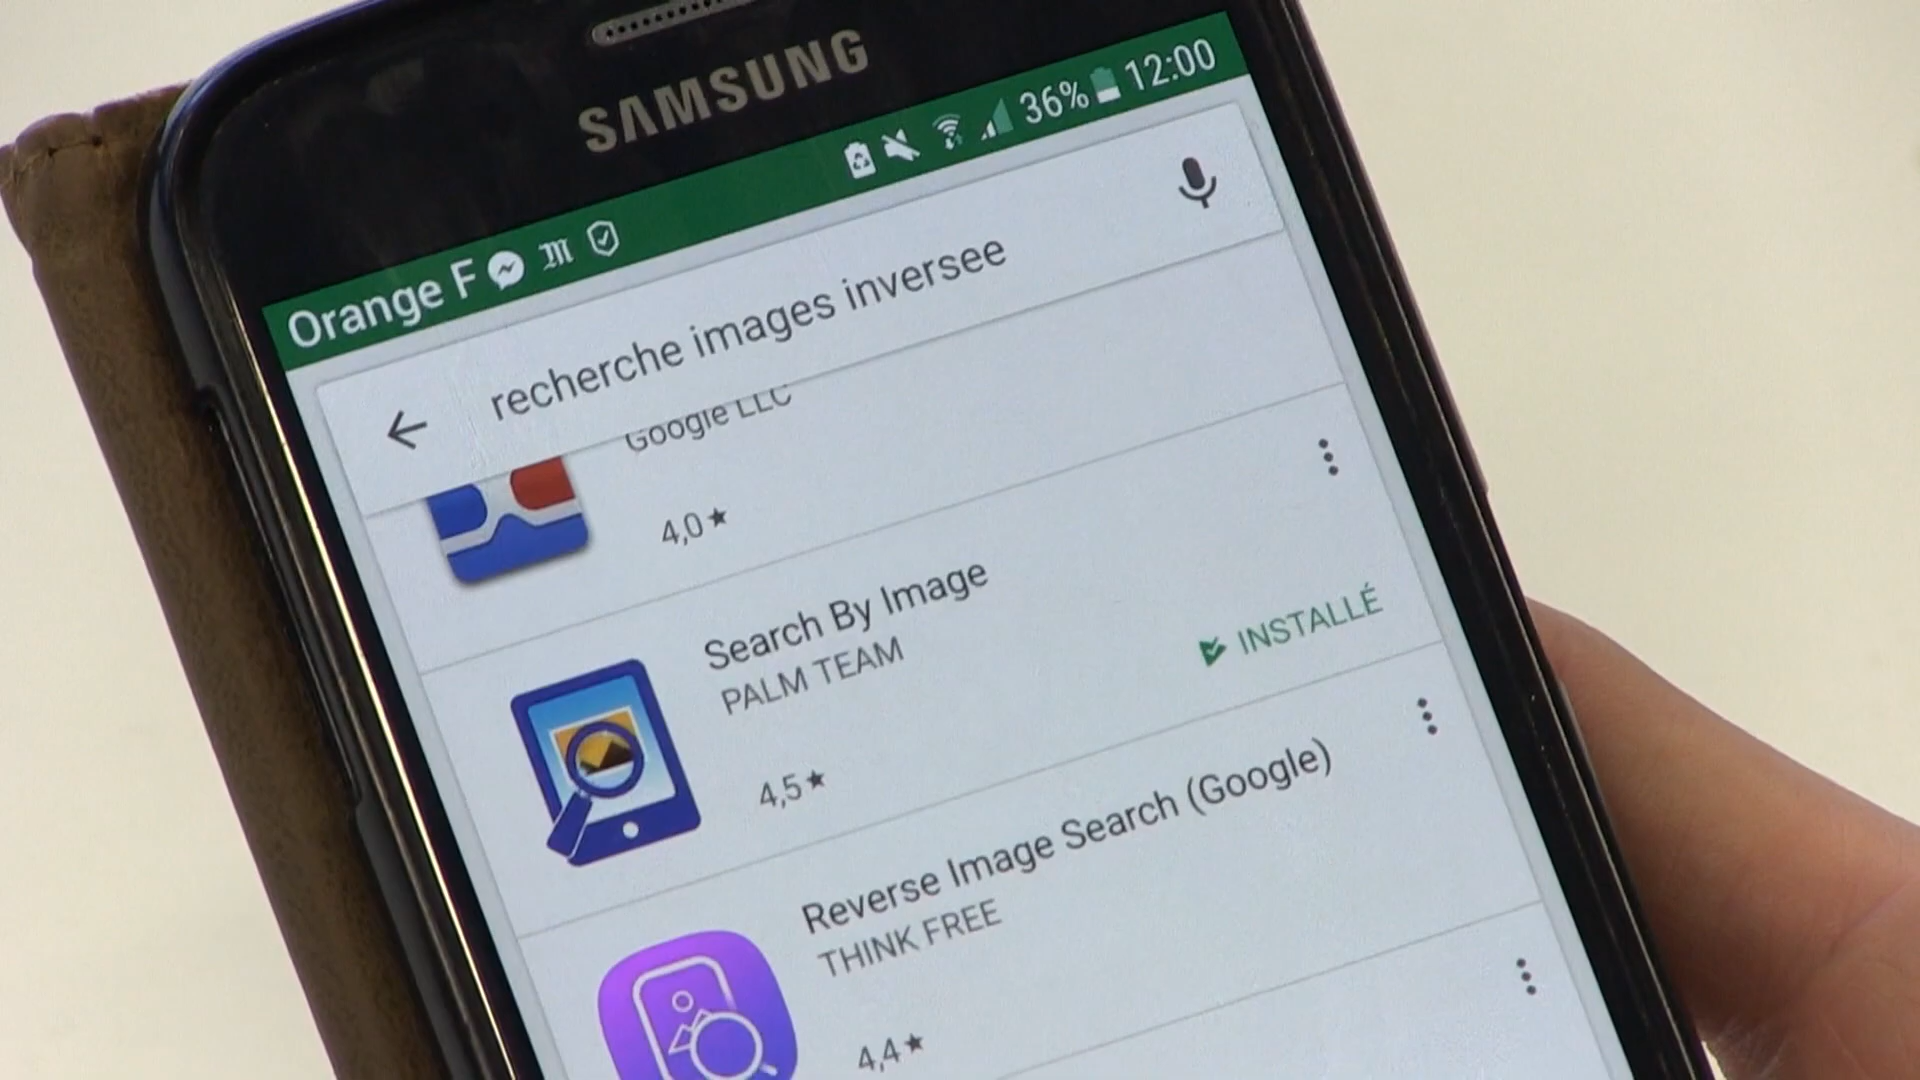 SAMSUNG
Orange F 36% 12:00
recherche images inversee
Google LLC
4,0★
Search By Image
PALM TEAM
INSTALLÉ
4,5★
Reverse Image Search (Google)
THINK FREE
4,4★